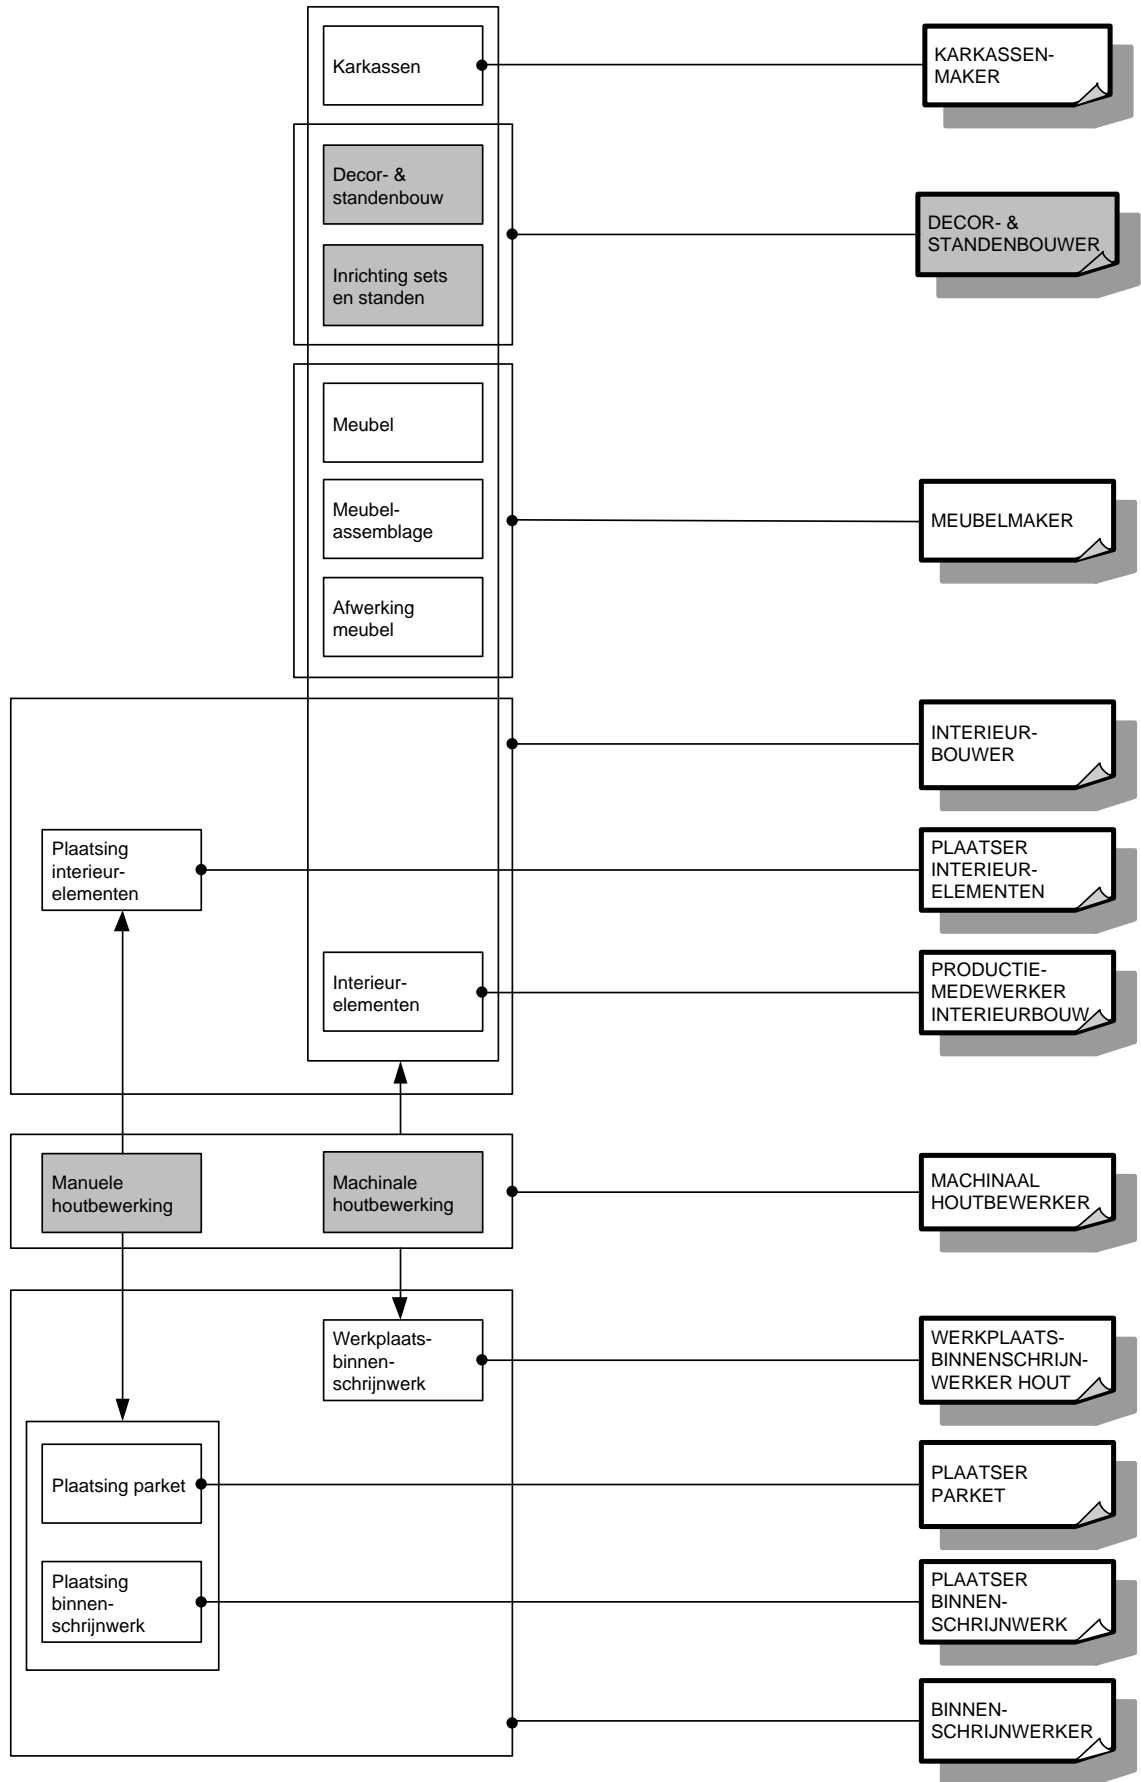 Karkassen
KARKASSEN-
MAKER
Decor- &
standenbouw
Inrichting sets
en standen
DECOR- &
STANDENBOUWER
Meubel
Meubel-
assemblage
Afwerking
meubel
MEUBELMAKER
INTERIEUR-
BOUWER
Plaatsing
interieur-
elementen
PLAATSER
INTERIEUR-
ELEMENTEN
Interieur-
elementen
PRODUCTIE-
MEDEWERKER
INTERIEURBOUW
Manuele
houtbewerking
Machinale
houtbewerking
MACHINAAL
HOUTBEWERKER
Werkplaats-
binnen-
schrijnwerk
WERKPLAATS-
BINNENSCHRIJN-
WERKER HOUT
Plaatsing parket
PLAATSER
PARKET
Plaatsing
binnen-
schrijnwerk
PLAATSER
BINNEN-
SCHRIJNWERK
BINNEN-
SCHRIJNWERKER